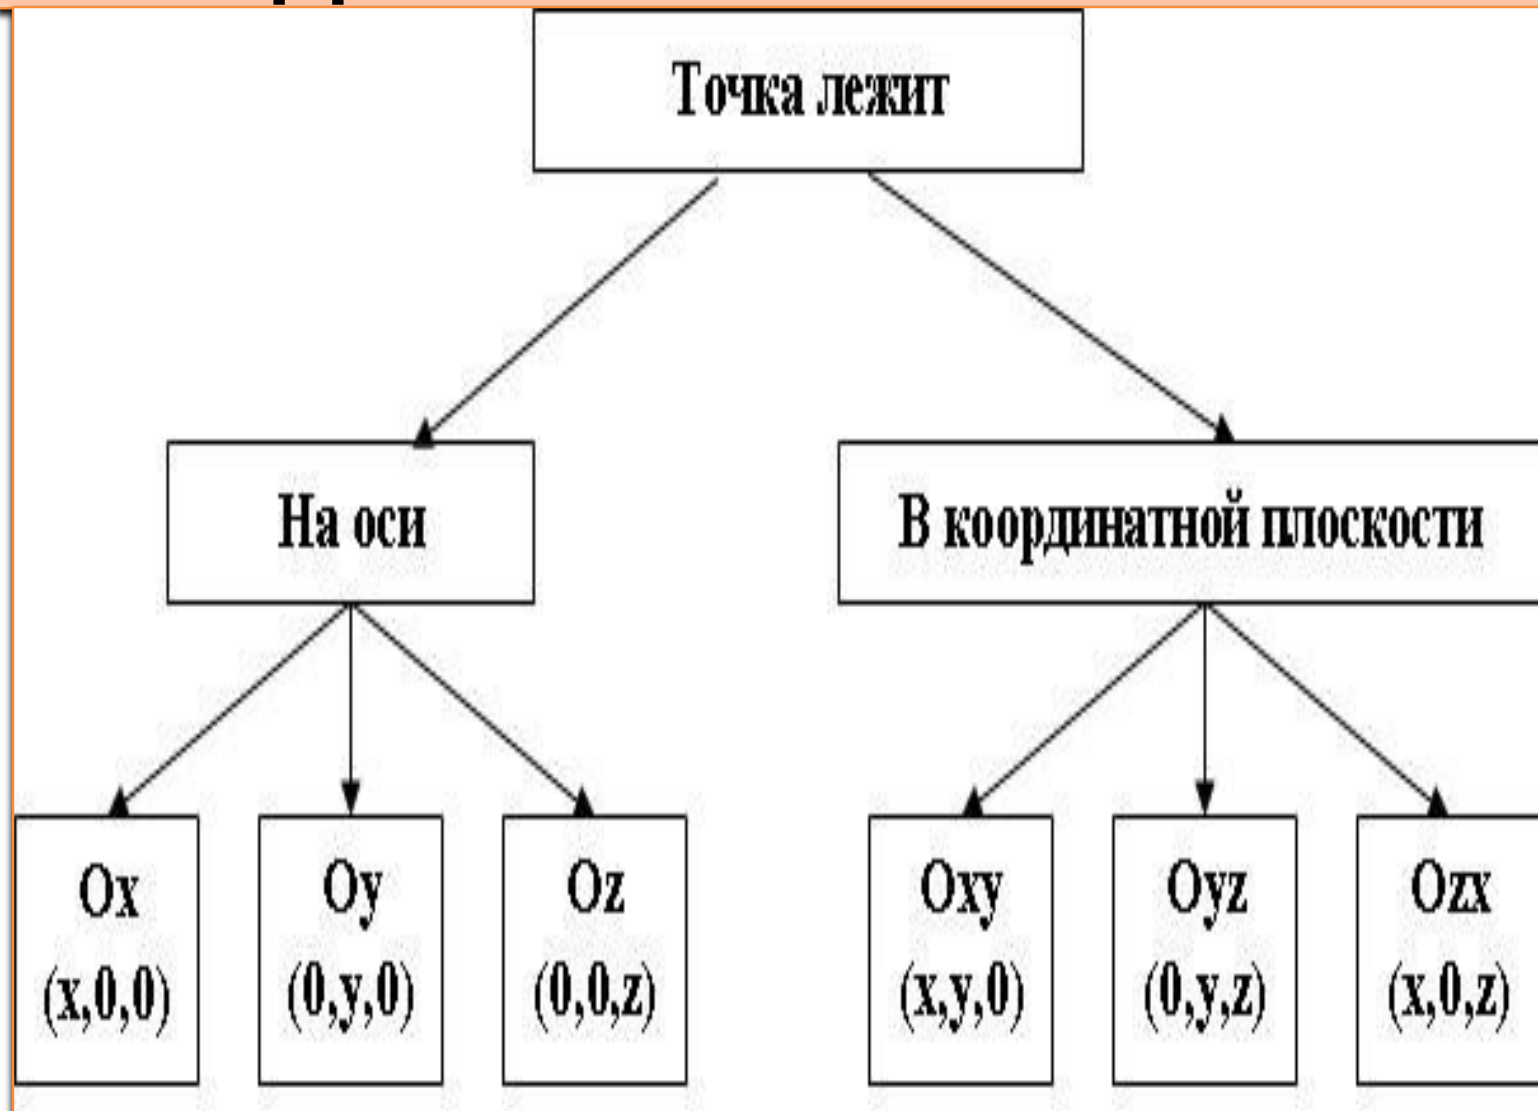 Точка лежит
На оси
В координатной плоскости
Ox
(x,0,0)
Oy
(0,y,0)
Oz
(0,0,z)
Oxy
(x,y,0)
Oyz
(0,y,z)
Ozx
(x,0,z)